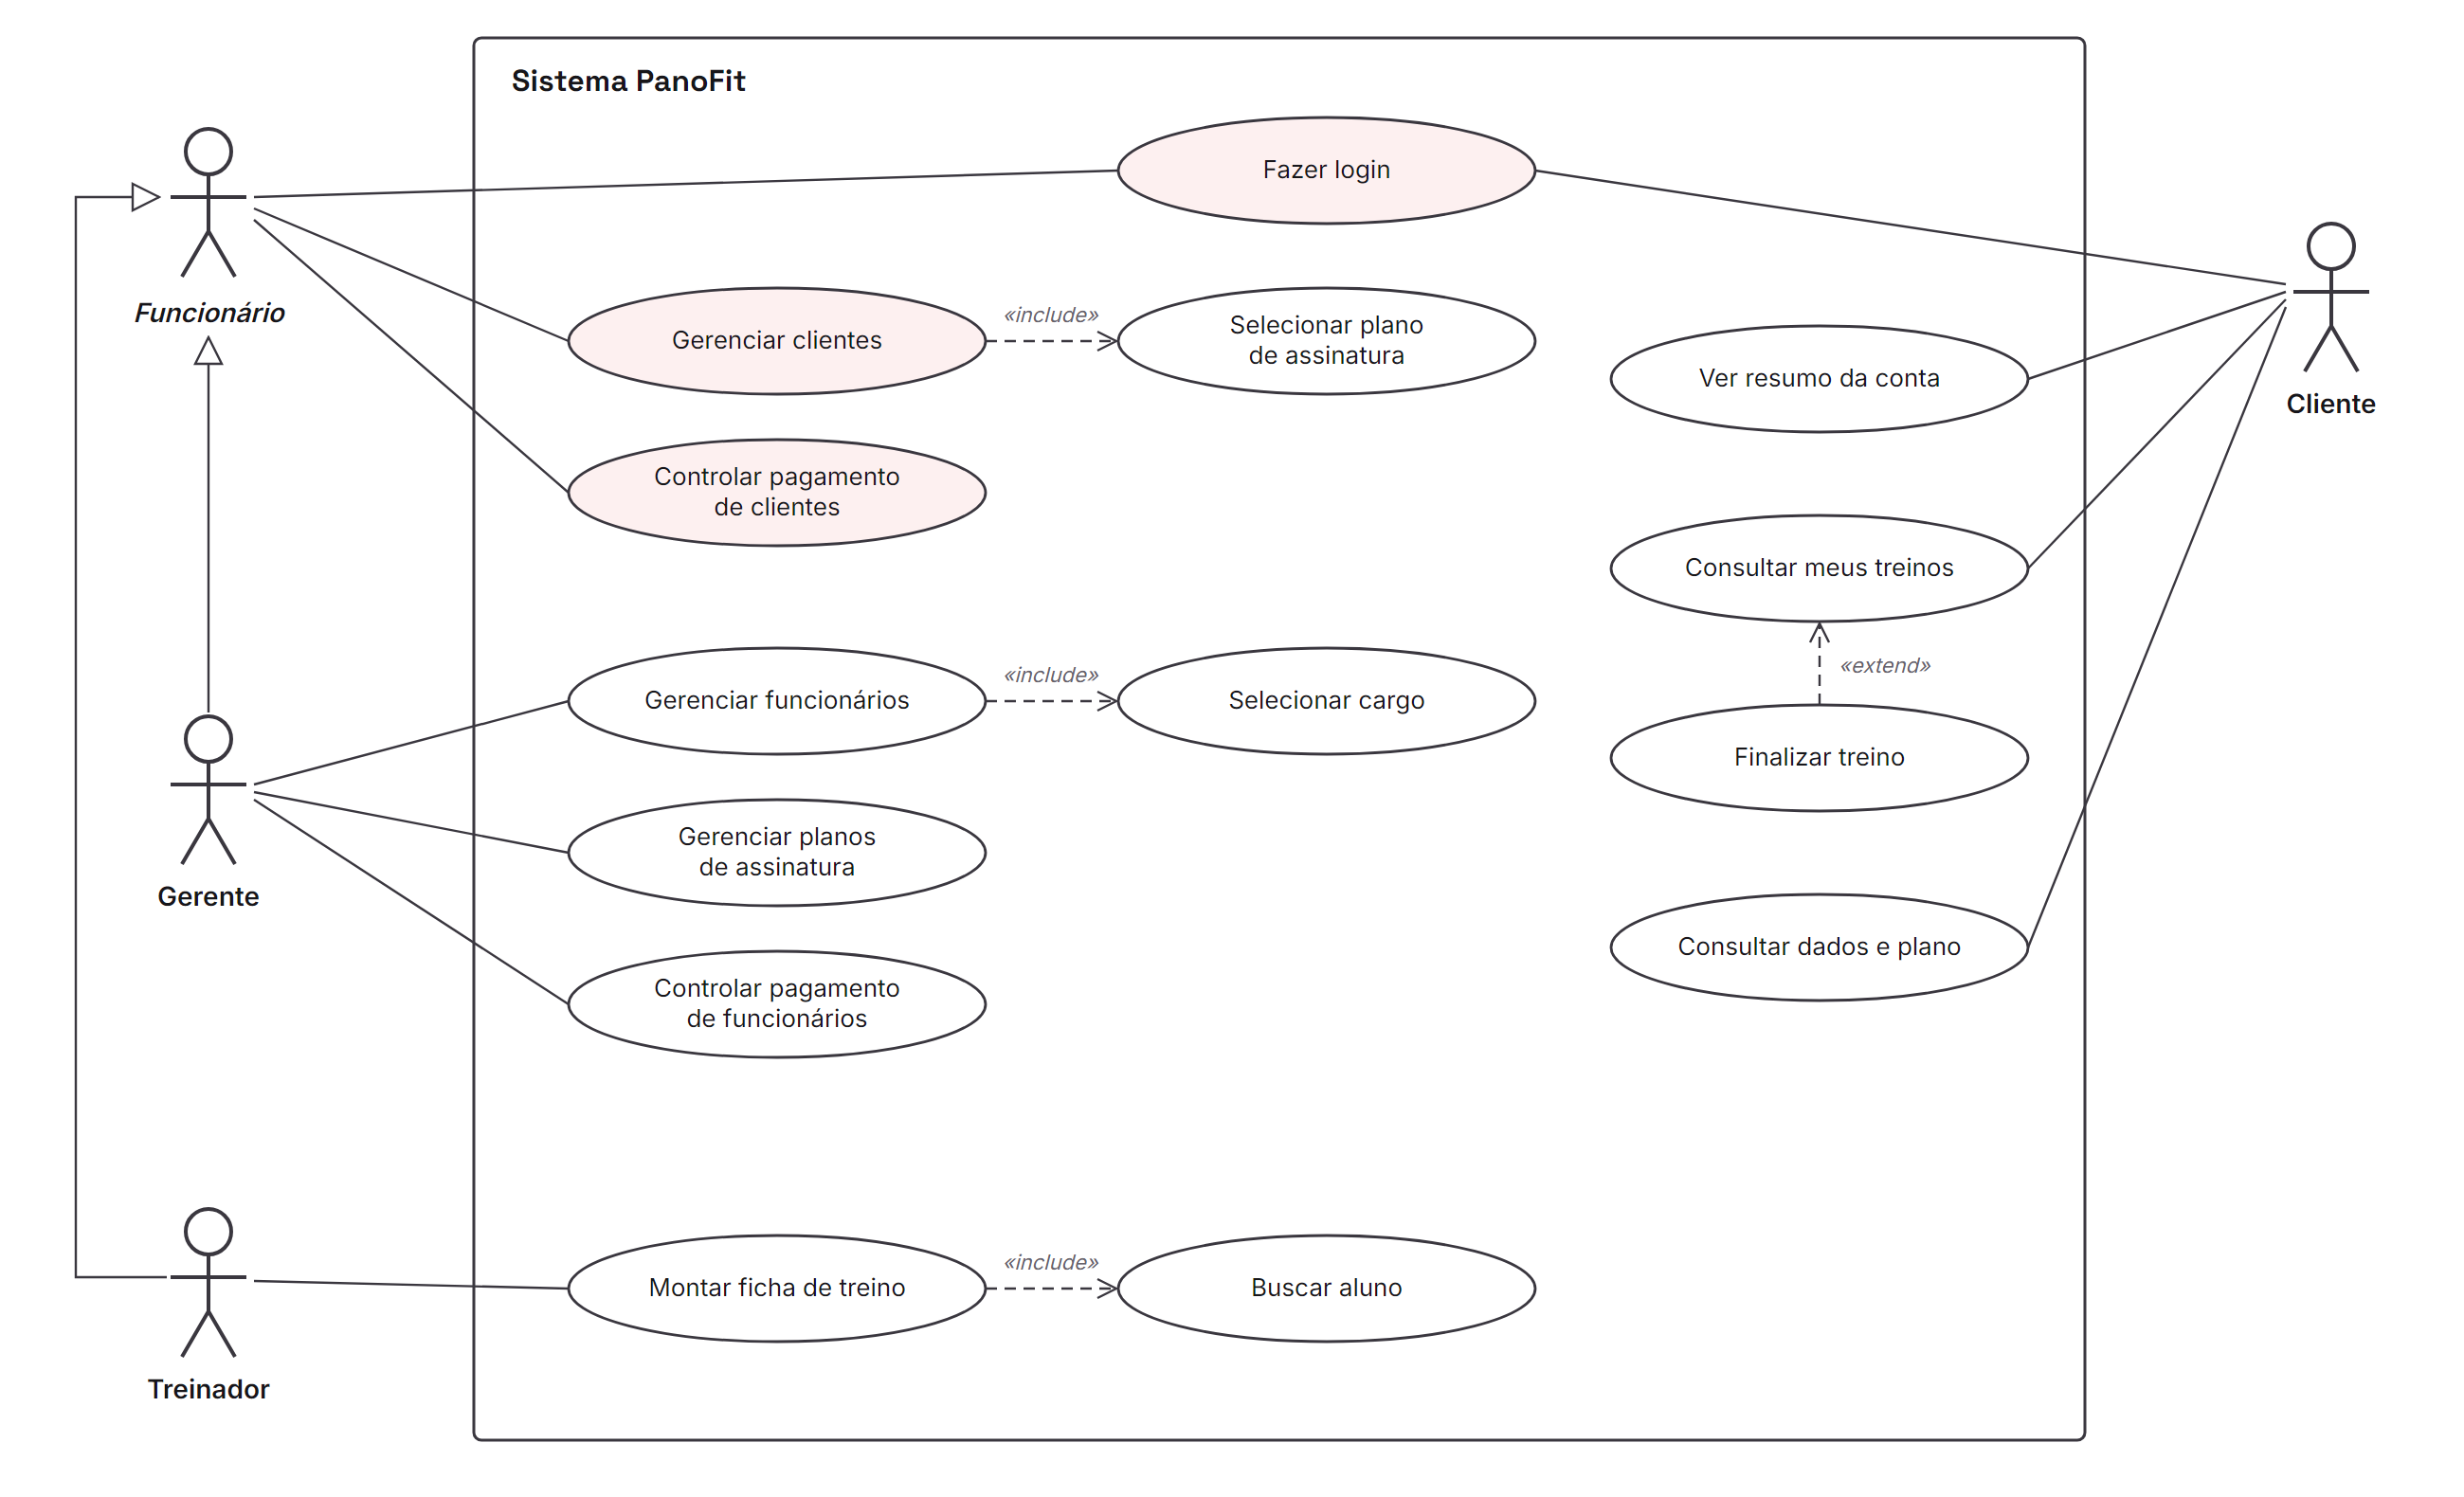 Sistema PanoFit
Fazer login
Funcionário
Gerenciar clientes
«include»
Selecionar plano
de assinatura
Ver resumo da conta
Cliente
Controlar pagamento
de clientes
Consultar meus treinos
«extend»
Gerenciar funcionários
«include»
Selecionar cargo
Finalizar treino
Gerenciar planos
de assinatura
Gerente
Consultar dados e plano
Controlar pagamento
de funcionários
Montar ficha de treino
«include»
Buscar aluno
Treinador